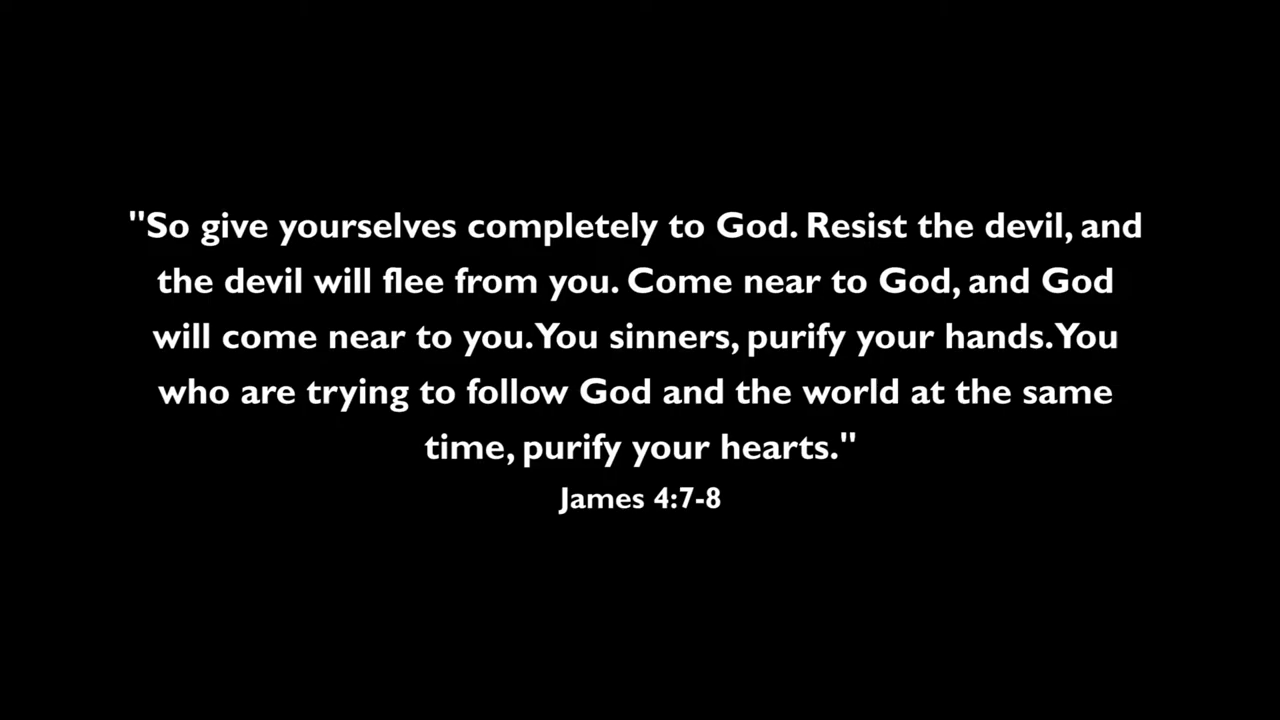 "So give yourselves completely to God. Resist the devil, and
the devil will flee from you. Come near to God, and God
will come near to you. You sinners, purify your hands. You
who are trying to follow God and the world at the same
time, purify your hearts."
James 4:7-8